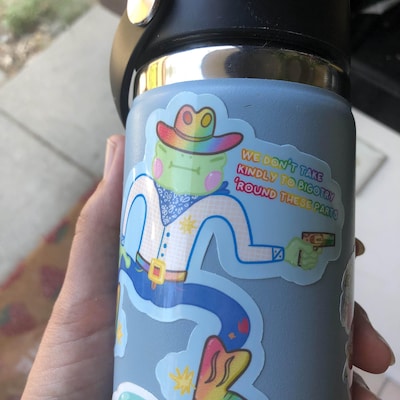 WE DON'T TAKE
KINDLY TO BIGOTRY
'ROUND THESE PARTS